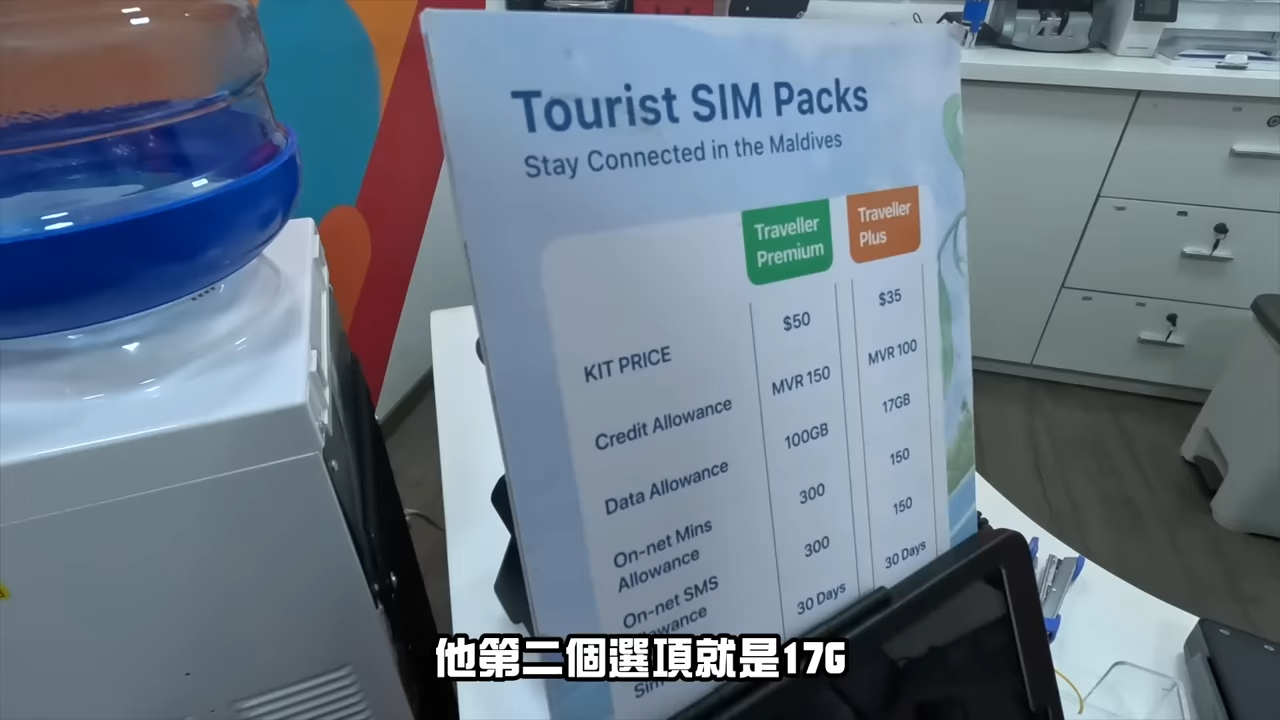 Tourist SIM Packs
Stay Connected in the Maldives
Traveller
Premium
Traveller
Plus
KIT PRICE
$50
$35
Credit Allowance
MVR 150
MVR 100
Data Allowance
100GB
17GB
On-net Mins
Allowance
300
150
On-net SMS
300
150
30 Days
30 Days
他第二個選項就是17G